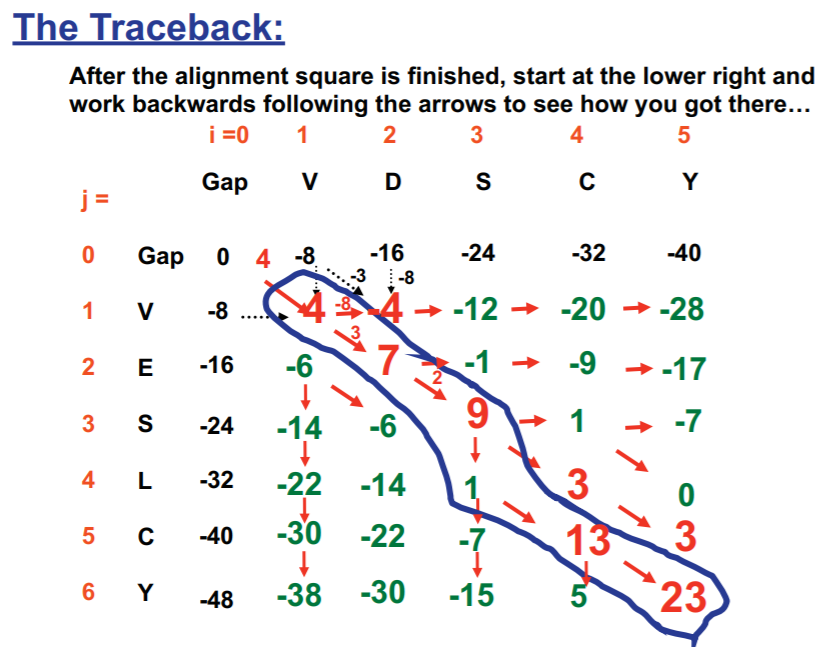 The Traceback:
After the alignment square is finished, start at the lower right and
work backwards following the arrows to see how you got there…
i =0 1 2 3 4 5
Gap V D S C Y
j =
0 Gap 0 4 -8 -16 -24 -32 -40
-3 -8
1 V -8 4 -8 -4 -12 -20 -28
3
2 E -16 -6 7 -1 -9 -17
2
3 S -24 -14 -6 9 1 -7
4 L -32 -22 -14 1 3 0
5 C -40 -30 -22 -7 13 3
6 Y -48 -38 -30 -15 5 23